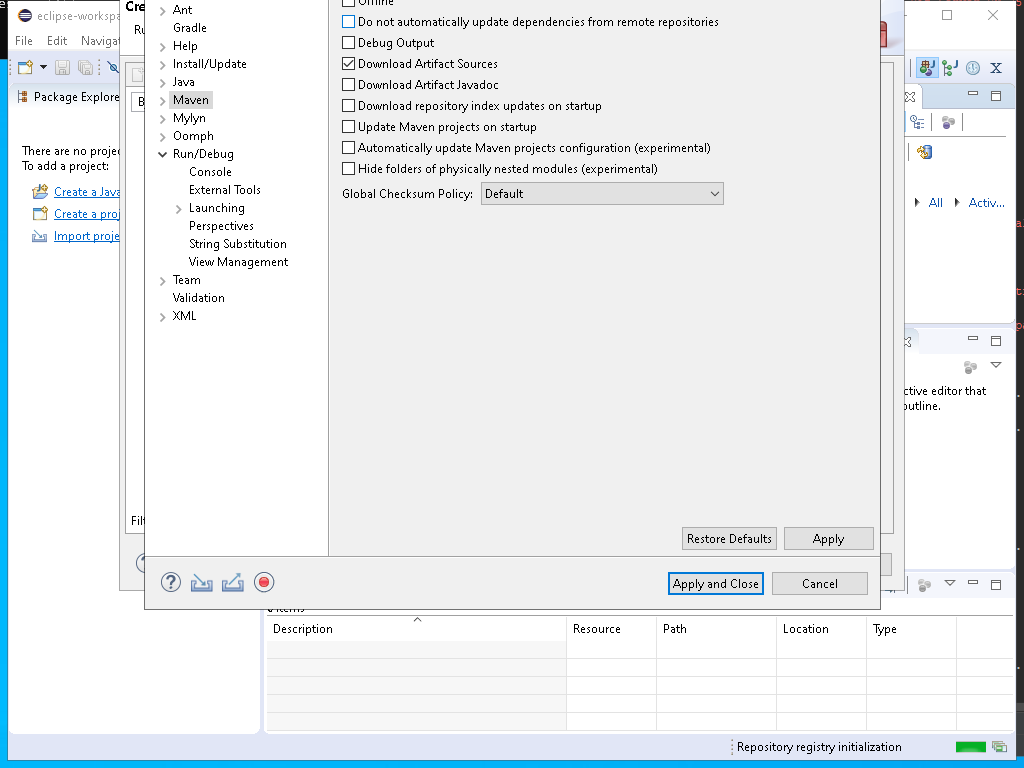 eclipse-workspa
Cre
File Edit Navigat
Ru
Package Explore
B
There are no projec
To add a project:
Create a Java
Create a proj
Import proje
Filt
Ant
Gradle
Help
Install/Update
Java
Maven
Mylyn
Oomph
Run/Debug
Console
External Tools
Launching
Perspectives
String Substitution
View Management
Team
Validation
XML
Offline
Do not automatically update dependencies from remote repositories
Debug Output
Download Artifact Sources
Download Artifact Javadoc
Download repository index updates on startup
Update Maven projects on startup
Automatically update Maven projects configuration (experimental)
Hide folders of physically nested modules (experimental)
Global Checksum Policy: Default
Restore Defaults Apply
Apply and Close Cancel
All Activ...
ctive editor that
outline.
items
Description Resource Path Location Type
Repository registry initialization